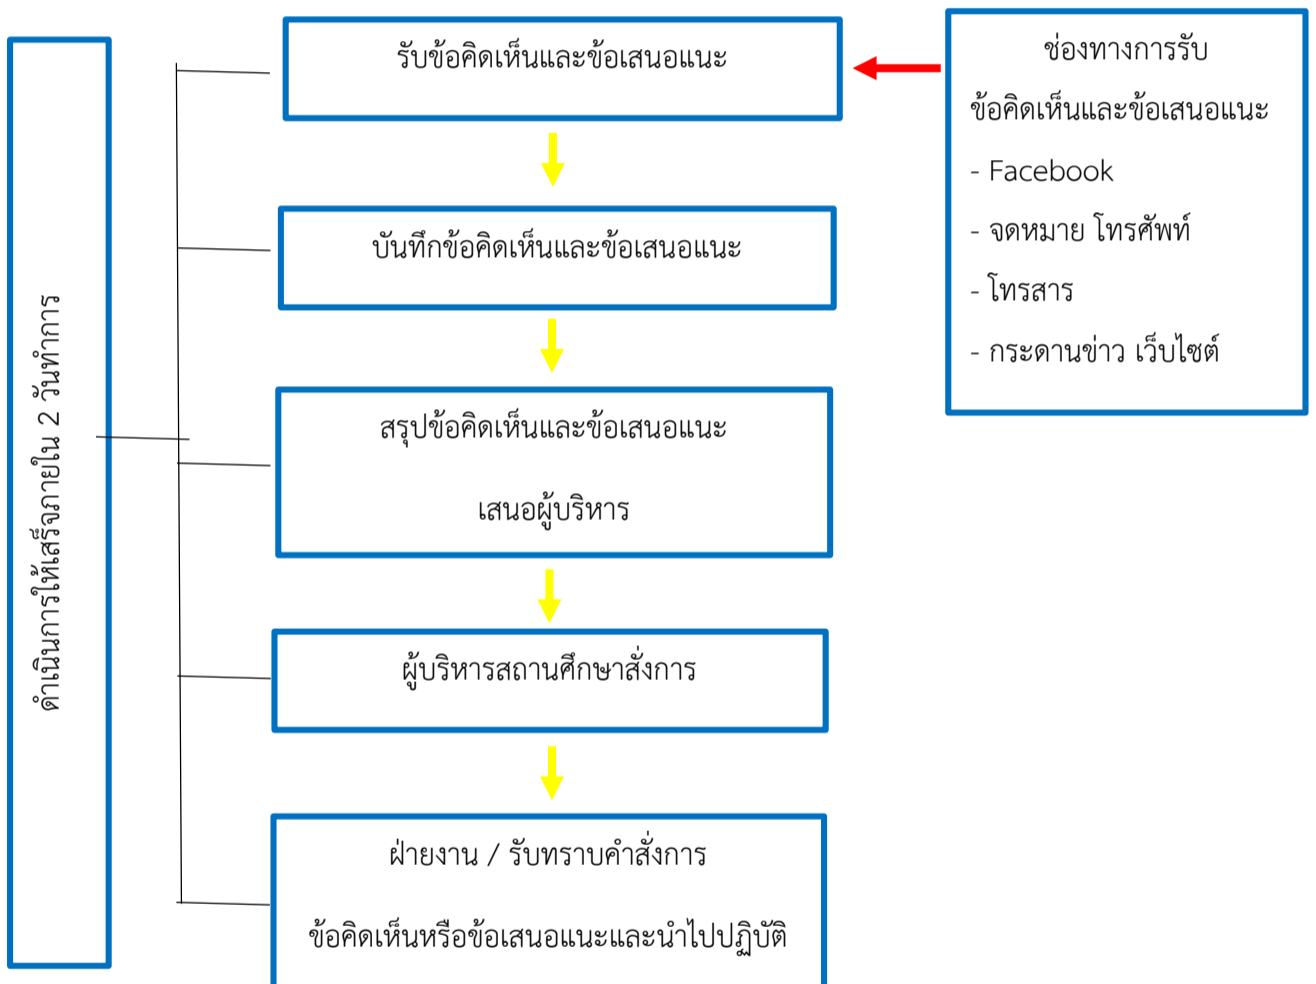 รับข้อคิดเห็นและข้อเสนอแนะ
บันทึกข้อคิดเห็นและข้อเสนอแนะ
สรุปข้อคิดเห็นและข้อเสนอแนะ
เสนอผู้บริหาร
ผู้บริหารสถานศึกษาสั่งการ
ฝ่ายงาน / รับทราบคำสั่งการ
ข้อคิดเห็นหรือข้อเสนอแนะและนำไปปฏิบัติ
ช่องทางการรับ
ข้อคิดเห็นและข้อเสนอแนะ
- Facebook
- จดหมาย โทรศัพท์
- โทรสาร
- กระดานข่าว เว็บไซต์
ดำเนินการให้เสร็จภายใน 2 วันทำการ